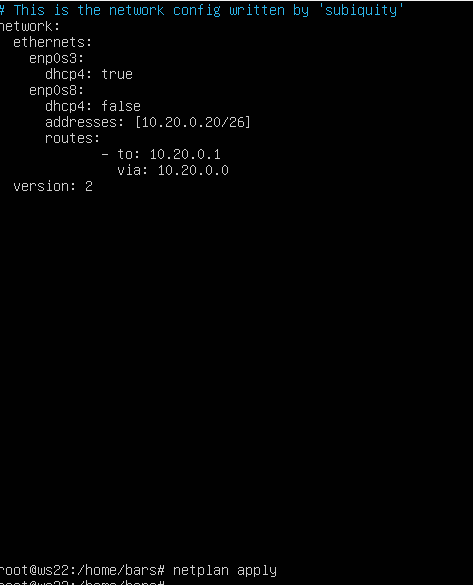 # This is the network config written by 'subiquity'
network:
  ethernets:
    enp0s3:
      dhcp4: true
    enp0s8:
      dhcp4: false
      addresses: [10.20.0.20/26]
      routes:
             - to: 10.20.0.1
               via: 10.20.0.0
  version: 2
root@ws22:/home/bars# netplan apply
root@ws22:/home/bars#